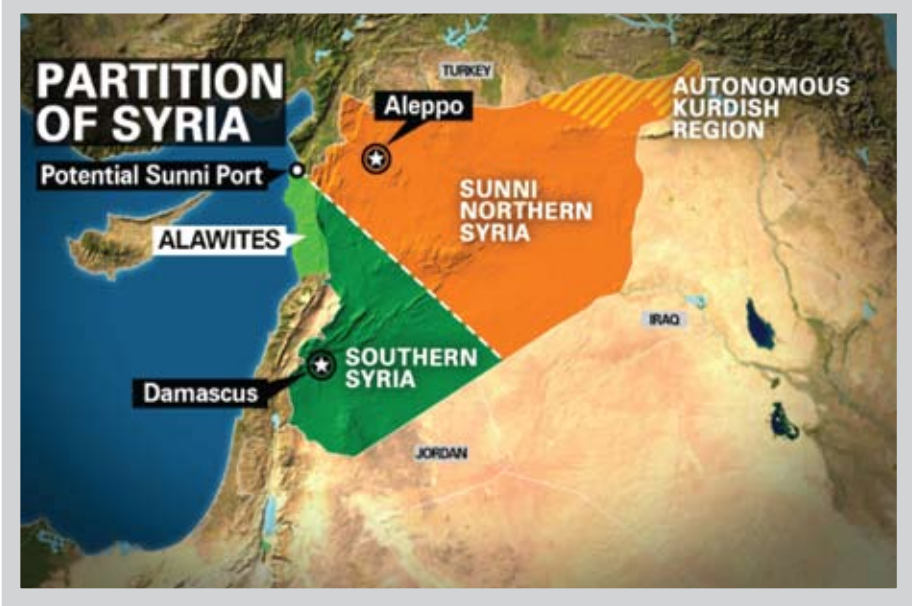 PARTITION
OF SYRIA
TURKEY
Aleppo
AUTONOMOUS
KURDISH
REGION
Potential Sunni Port
SUNNI
NORTHERN
SYRIA
ALAWITES
IRAQ
SOUTHERN
SYRIA
Damascus
JORDAN